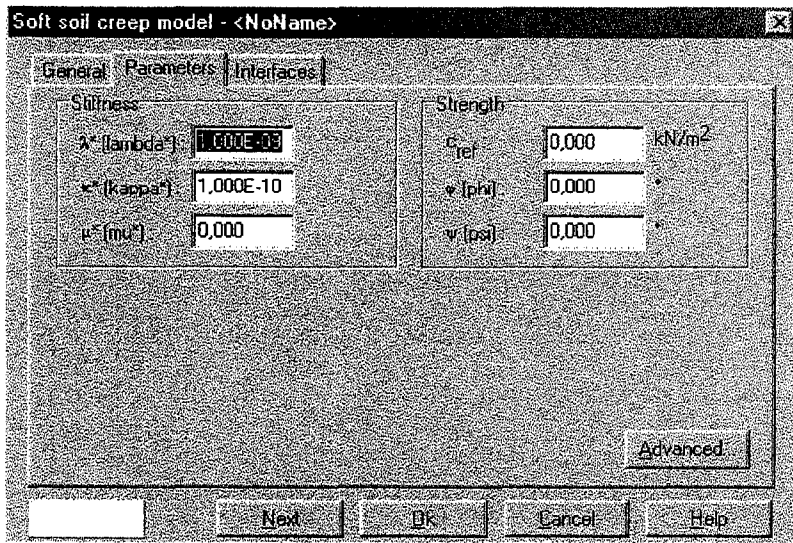 Soft soil creep model - <NoName>
General Parameters Interfaces
Stiffness
λ* (lambda*) : 1,000E-09
κ* (kappa*) : 1,000E-10
μ* (mu*) : 0,000
Strength
c_ref : 0,000 kN/m²
φ (phi) : 0,000 °
ψ (psi) : 0,000 °
Advanced
Next Ok Cancel Help